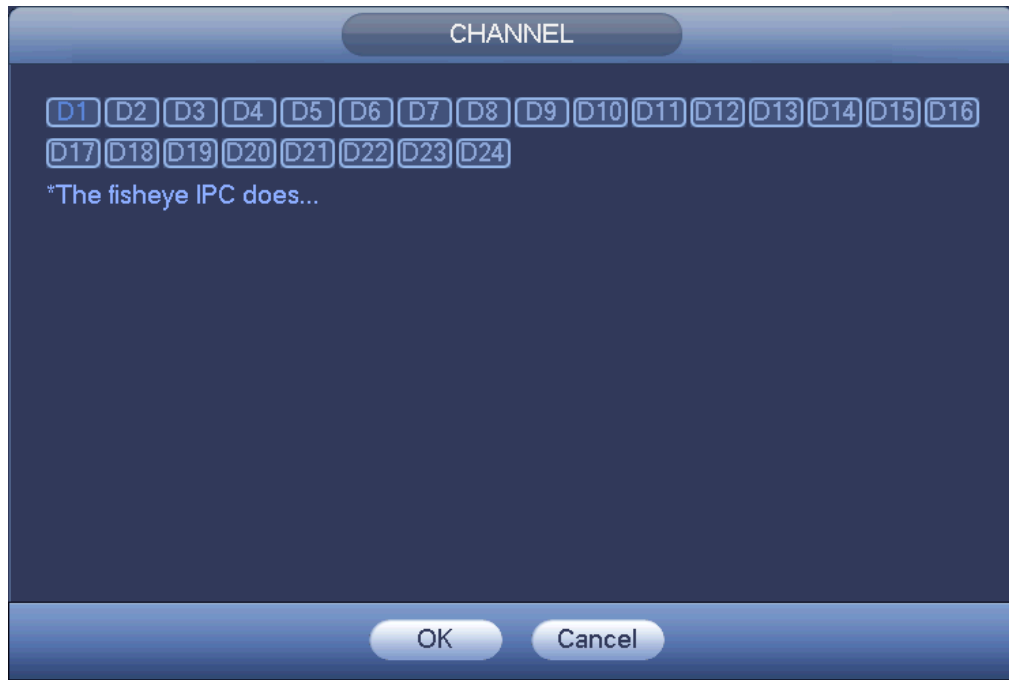 CHANNEL
D1 D2 D3 D4 D5 D6 D7 D8 D9 D10 D11 D12 D13 D14 D15 D16
D17 D18 D19 D20 D21 D22 D23 D24
*The fisheye IPC does...
OK Cancel